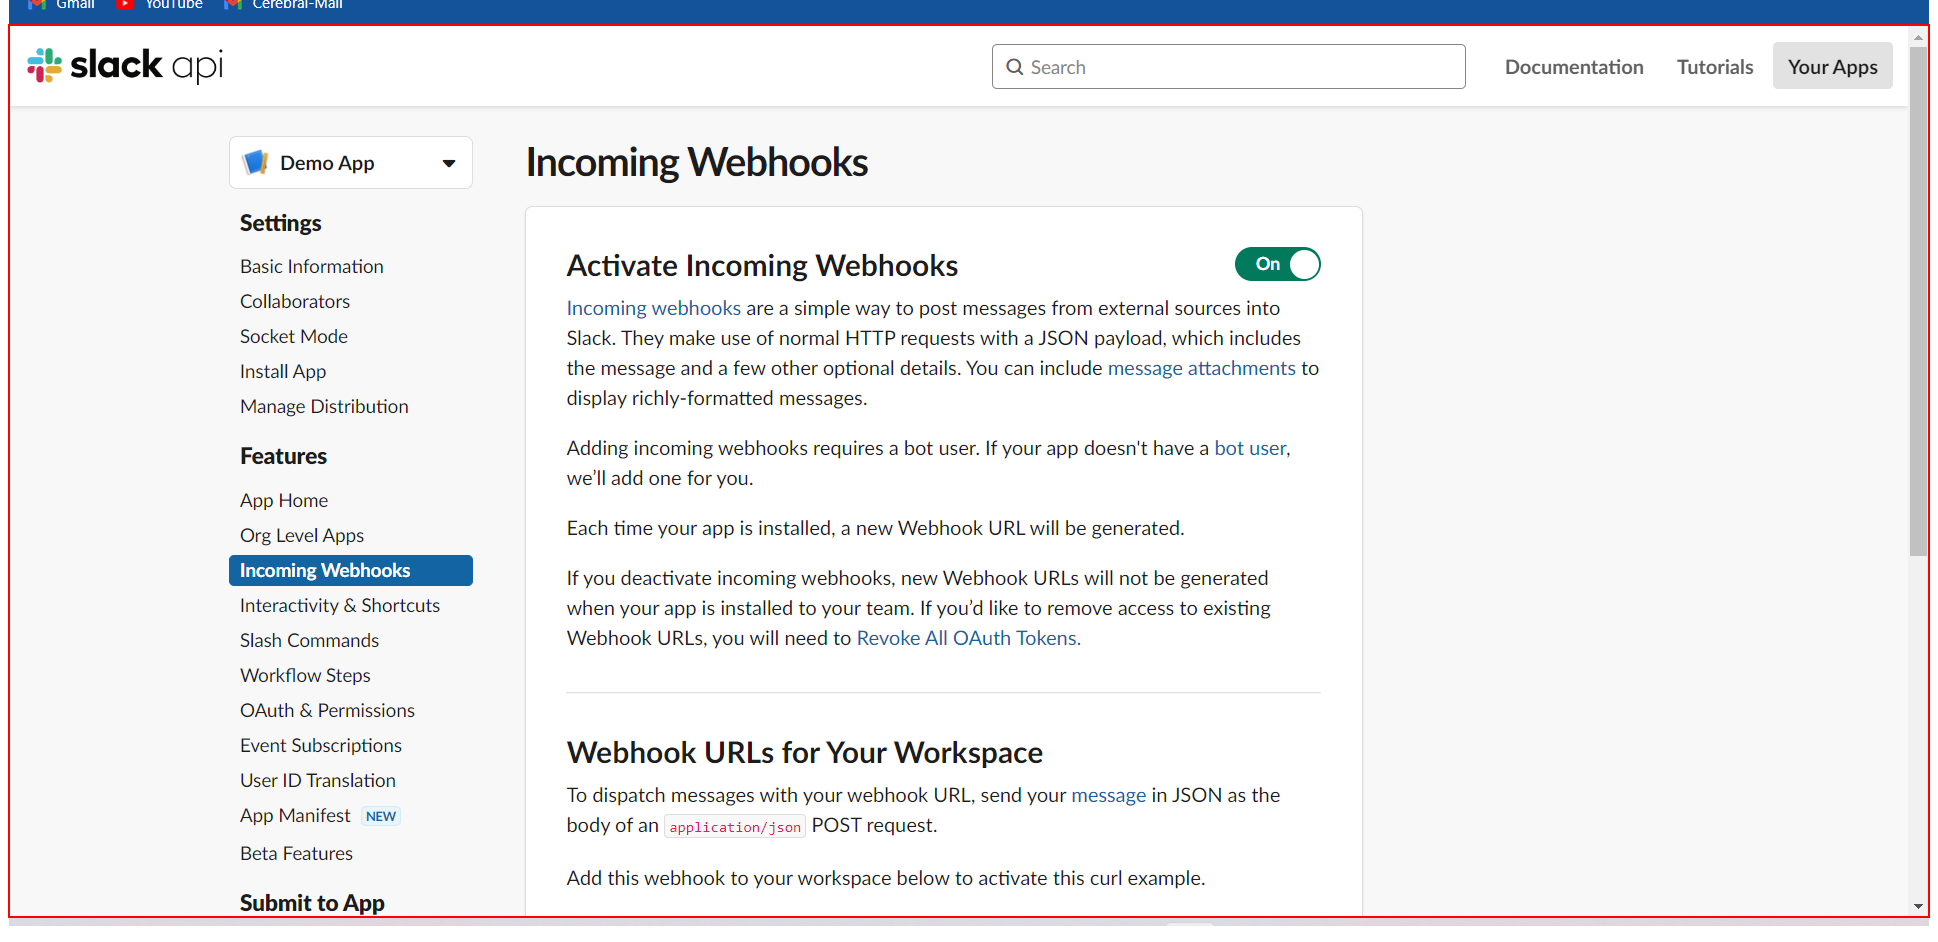 Gmail YouTube Cerebral-Mail
slack api
Search
Documentation Tutorials Your Apps
Demo App
Settings
Basic Information
Collaborators
Socket Mode
Install App
Manage Distribution
Features
App Home
Org Level Apps
Incoming Webhooks
Interactivity & Shortcuts
Slash Commands
Workflow Steps
OAuth & Permissions
Event Subscriptions
User ID Translation
App Manifest NEW
Beta Features
Submit to App
Incoming Webhooks
Activate Incoming Webhooks
On
Incoming webhooks are a simple way to post messages from external sources into
Slack. They make use of normal HTTP requests with a JSON payload, which includes
the message and a few other optional details. You can include message attachments to
display richly-formatted messages.
Adding incoming webhooks requires a bot user. If your app doesn't have a bot user,
we’ll add one for you.
Each time your app is installed, a new Webhook URL will be generated.
If you deactivate incoming webhooks, new Webhook URLs will not be generated
when your app is installed to your team. If you’d like to remove access to existing
Webhook URLs, you will need to Revoke All OAuth Tokens.
Webhook URLs for Your Workspace
To dispatch messages with your webhook URL, send your message in JSON as the
body of an application/json POST request.
Add this webhook to your workspace below to activate this curl example.